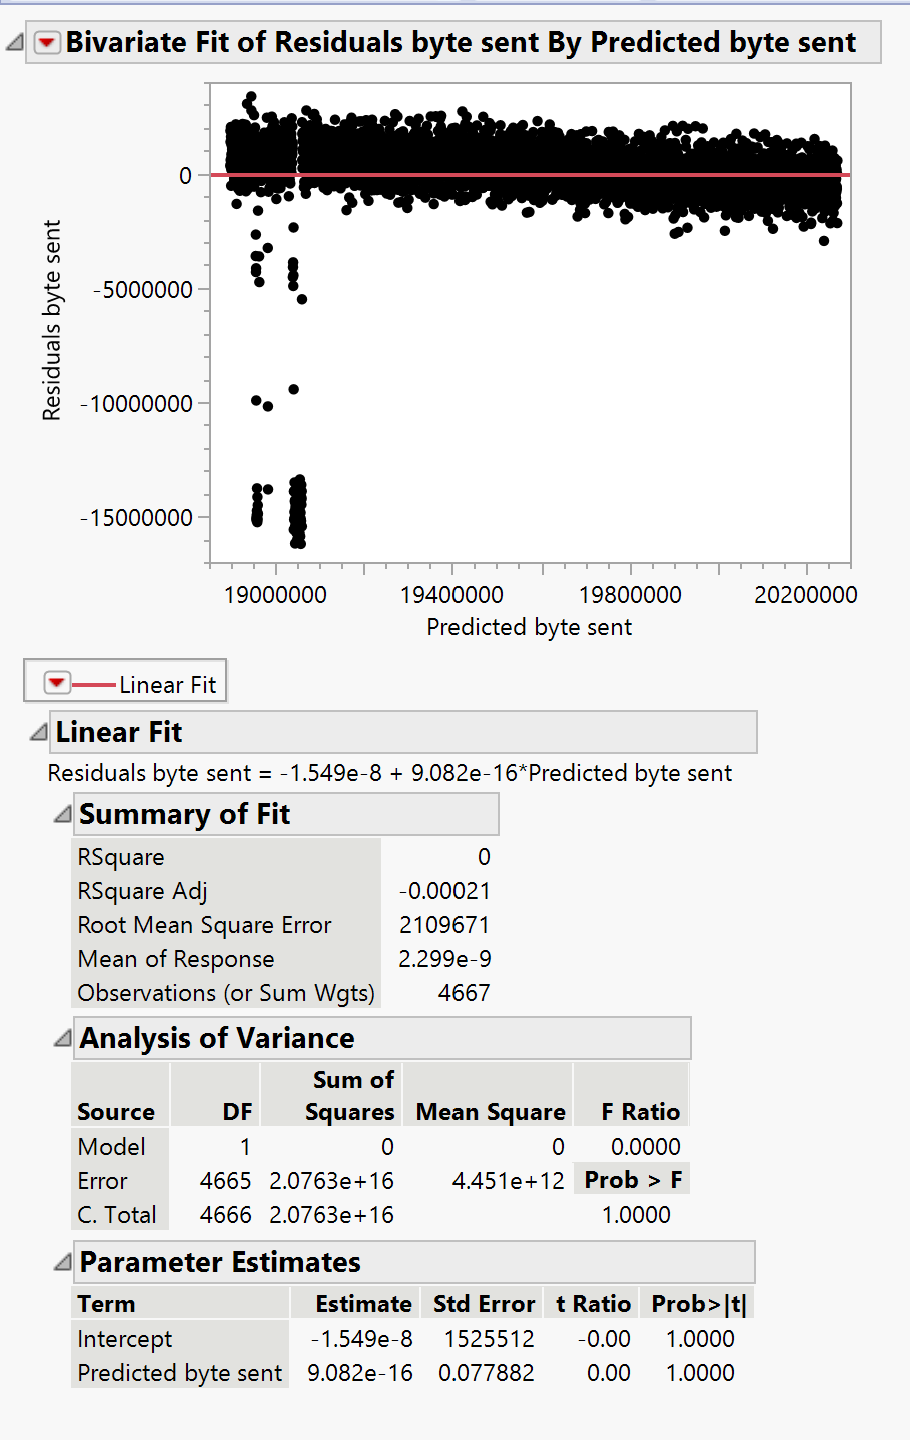 Bivariate Fit of Residuals byte sent By Predicted byte sent
Residuals byte sent
0
-5000000
-10000000
-15000000
19000000 19400000 19800000 20200000
Predicted byte sent
Linear Fit
Linear Fit
Residuals byte sent = -1.549e-8 + 9.082e-16*Predicted byte sent
Summary of Fit
RSquare 0
RSquare Adj -0.00021
Root Mean Square Error 2109671
Mean of Response 2.299e-9
Observations (or Sum Wgts) 4667
Analysis of Variance
Source DF Sum of Squares Mean Square F Ratio
Model 1 0 0 0.0000
Error 4665 2.0763e+16 4.451e+12 Prob > F
C. Total 4666 2.0763e+16 1.0000
Parameter Estimates
Term Estimate Std Error t Ratio Prob>|t|
Intercept -1.549e-8 1525512 -0.00 1.0000
Predicted byte sent 9.082e-16 0.077882 0.00 1.0000